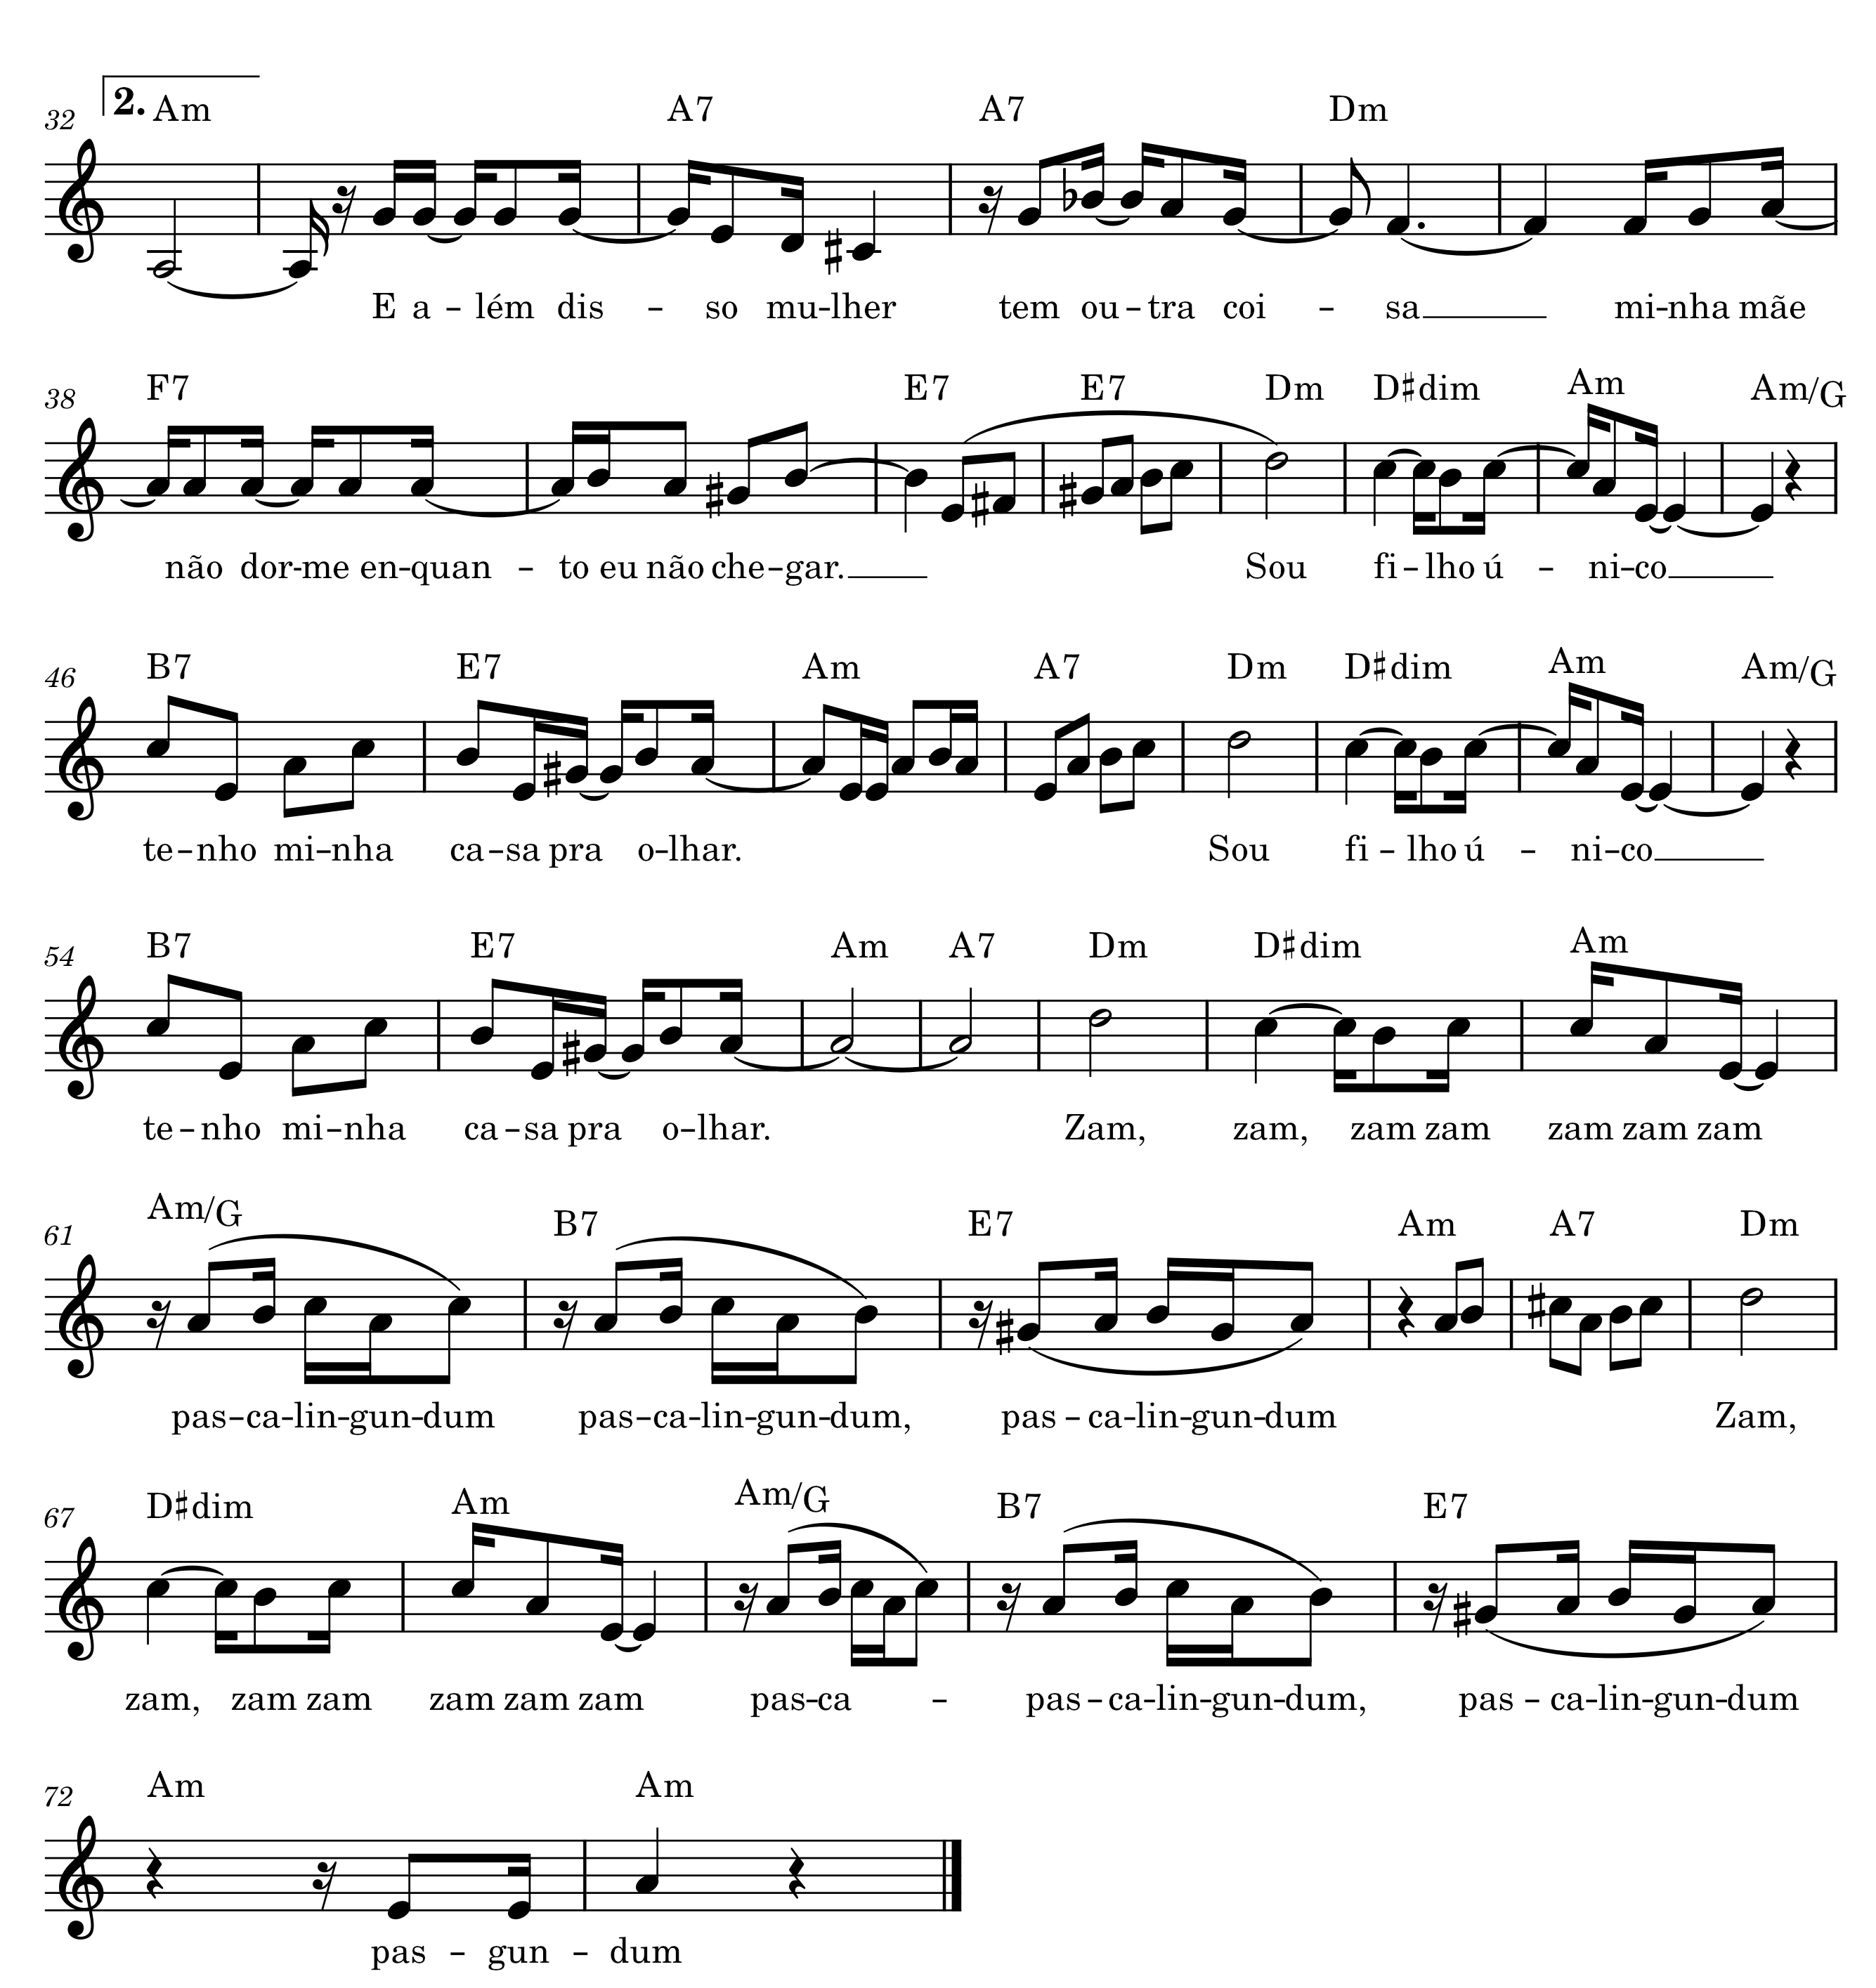 2. Am A7 A7 Dm
32
E a – lém dis – so mu – lher tem ou – tra coi – sa mi – nha mãe
F7 E7 E7 Dm D♯dim Am Am/G
38
não dor - me en – quan – to eu não che – gar. Sou fi – lho ú – ni – co
B7 E7 Am A7 Dm D♯dim Am Am/G
46
te – nho mi – nha ca – sa pra o – lhar. Sou fi – lho ú – ni – co
B7 E7 Am A7 Dm D♯dim Am
54
te – nho mi – nha ca – sa pra o – lhar. Zam, zam, zam zam zam zam zam
Am/G B7 E7 Am A7 Dm
61
pas – ca – lin – gun – dum pas – ca – lin – gun – dum, pas – ca – lin – gun – dum Zam,
D♯dim Am Am/G B7 E7
67
zam, zam zam zam zam zam pas – ca – pas – ca – lin – gun – dum, pas – ca – lin – gun – dum
Am Am
72
pas – gun – dum